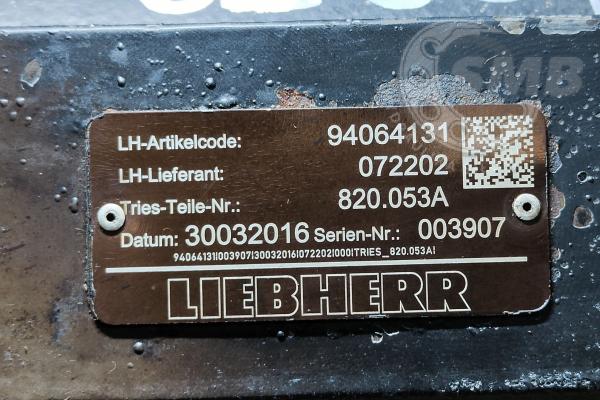 SMB
LH-Artikelcode: 94064131
LH-Lieferant: 072202
Tries-Teile-Nr.: 820.053A
Datum: 30032016 Serien-Nr.: 003907
94064131|003907|30032016|072202|000|TRIES_820.053A|
LIEBHERR